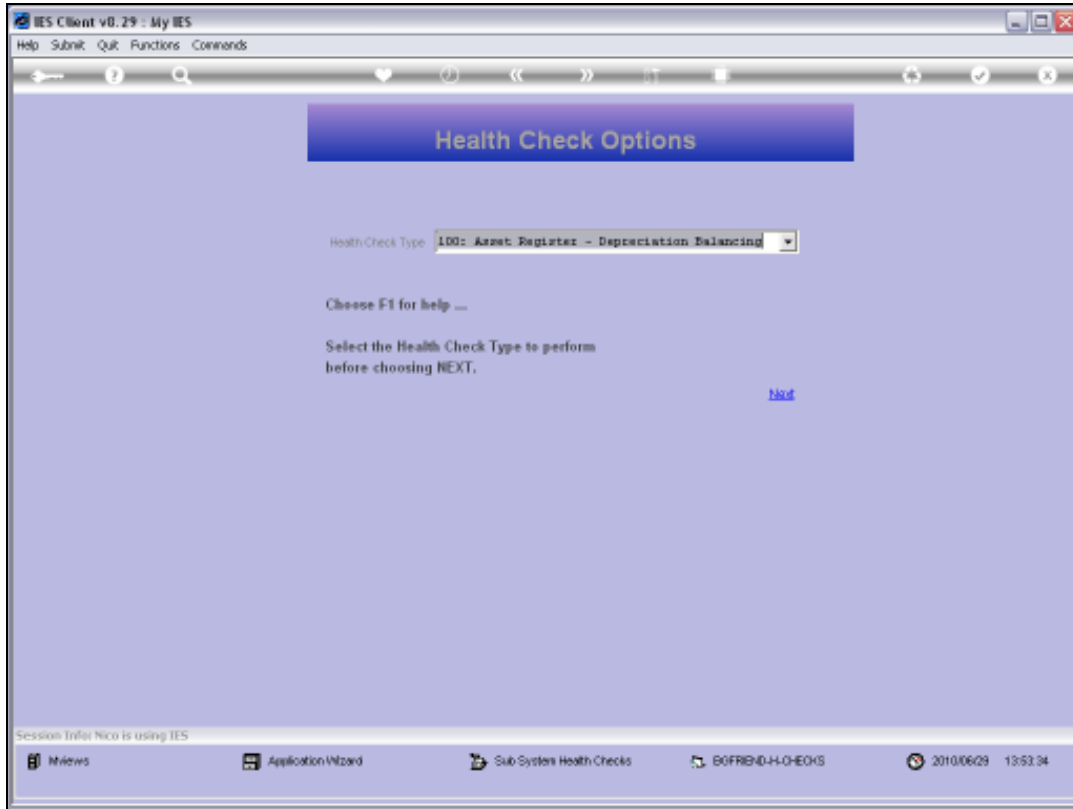 IES Client v8.29 : My IES
Help Submit Quit Functions Commands
Health Check Options
Health Check Type 100: Asset Register - Depreciation Balancing
Choose F1 for help ...
Select the Health Check Type to perform
before choosing NEXT.
Next
Session Info: Nico is using IES
Mviews Application Wizard Sub System Health Checks BGFRIEND-H-CHECKS 2010/06/29 13:53:34